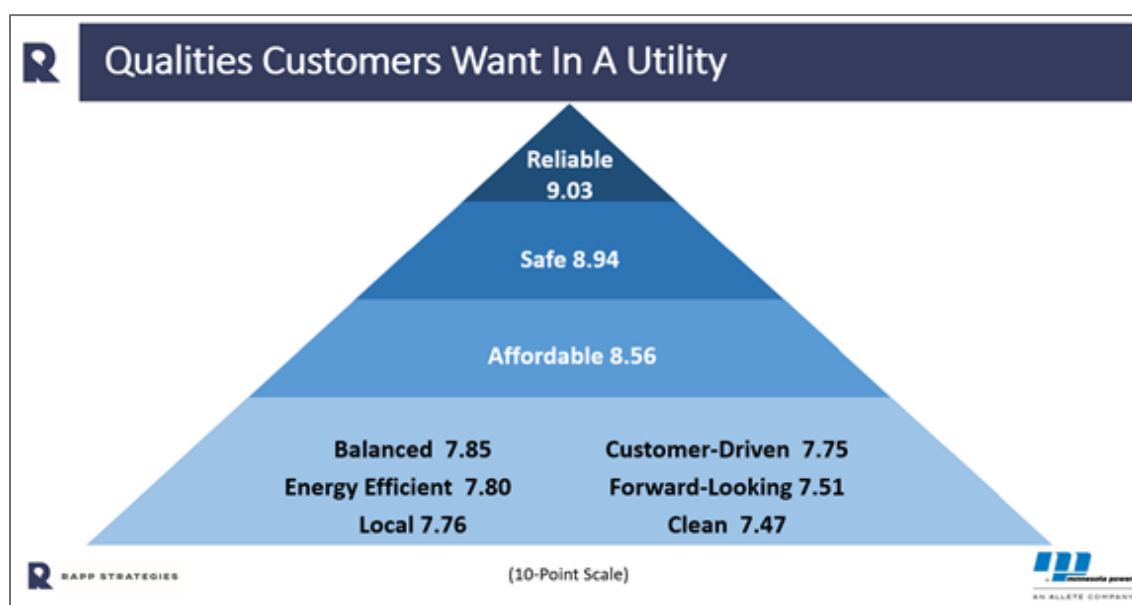 Qualities Customers Want In A Utility
Reliable
9.03
Safe 8.94
Affordable 8.56
Balanced 7.85
Energy Efficient 7.80
Local 7.76
Customer-Driven 7.75
Forward-Looking 7.51
Clean 7.47
RAPP STRATEGIES
(10-Point Scale)
minnesota power
AN ALLETE COMPANY